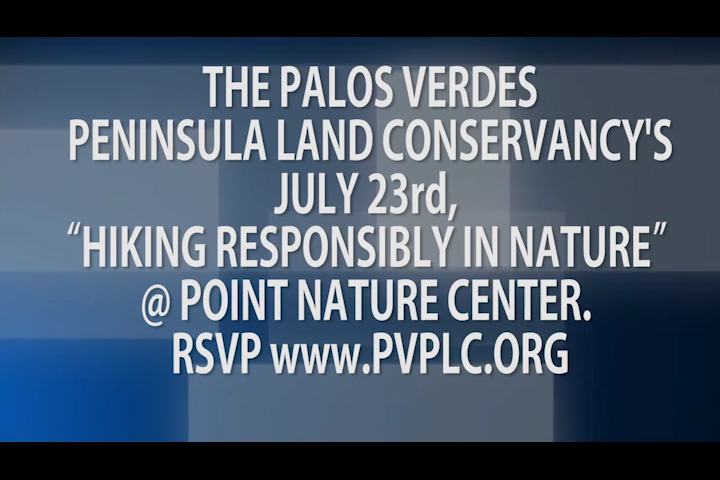 THE PALOS VERDES
PENINSULA LAND CONSERVANCY'S
JULY 23rd,
“HIKING RESPONSIBLY IN NATURE”
@ POINT NATURE CENTER.
RSVP www.PVPLC.ORG